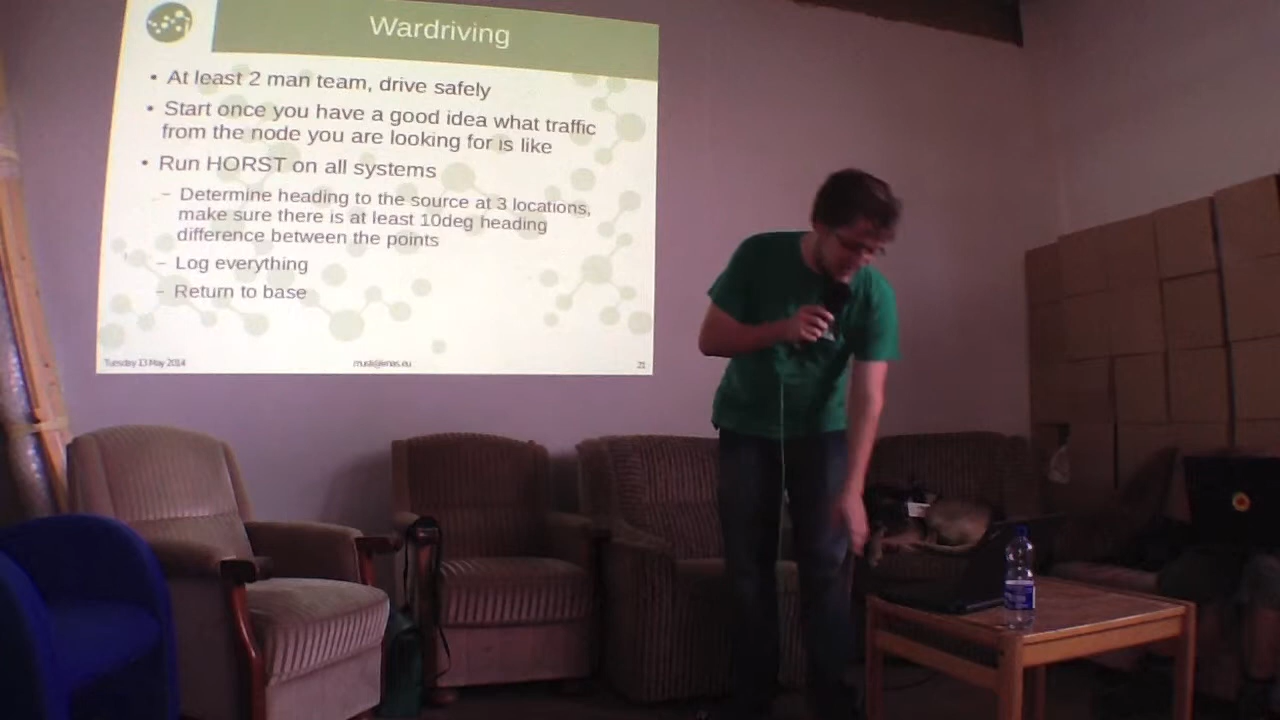 Wardriving
• At least 2 man team, drive safely
• Start once you have a good idea what traffic
from the node you are looking for is like
• Run HORST on all systems
– Determine heading to the source at 3 locations,
make sure there is at least 10deg heading
difference between the points
– Log everything
– Return to base
Tuesday 13 May 2014
21